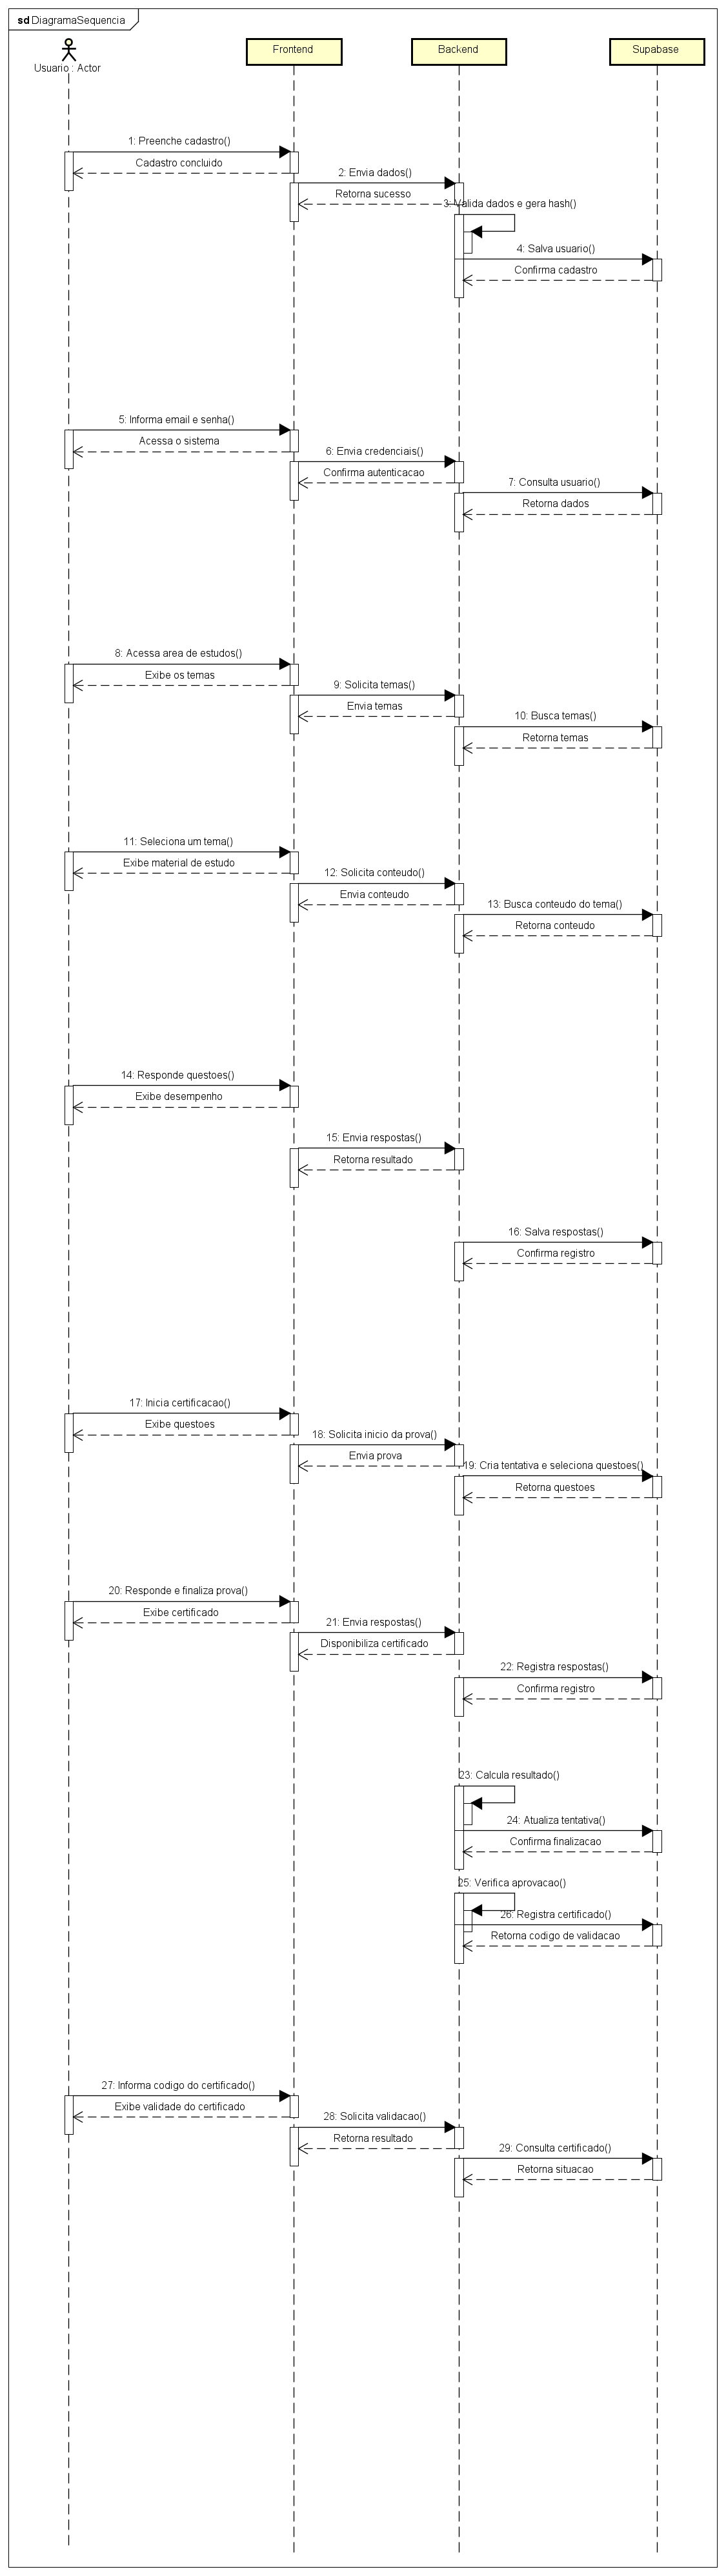 sd DiagramaSequencia
Usuario : Actor
Frontend
Backend
Supabase
1: Preenche cadastro()
Cadastro concluido
2: Envia dados()
Retorna sucesso
3: Valida dados e gera hash()
4: Salva usuario()
Confirma cadastro
5: Informa email e senha()
Acessa o sistema
6: Envia credenciais()
Confirma autenticacao
7: Consulta usuario()
Retorna dados
8: Acessa area de estudos()
Exibe os temas
9: Solicita temas()
Envia temas
10: Busca temas()
Retorna temas
11: Seleciona um tema()
Exibe material de estudo
12: Solicita conteudo()
Envia conteudo
13: Busca conteudo do tema()
Retorna conteudo
14: Responde questoes()
Exibe desempenho
15: Envia respostas()
Retorna resultado
16: Salva respostas()
Confirma registro
17: Inicia certificacao()
Exibe questoes
18: Solicita inicio da prova()
Envia prova
19: Cria tentativa e seleciona questoes()
Retorna questoes
20: Responde e finaliza prova()
Exibe certificado
21: Envia respostas()
Disponibiliza certificado
22: Registra respostas()
Confirma registro
23: Calcula resultado()
24: Atualiza tentativa()
Confirma finalizacao
25: Verifica aprovacao()
26: Registra certificado()
Retorna codigo de validacao
27: Informa codigo do certificado()
Exibe validade do certificado
28: Solicita validacao()
Retorna resultado
29: Consulta certificado()
Retorna situacao